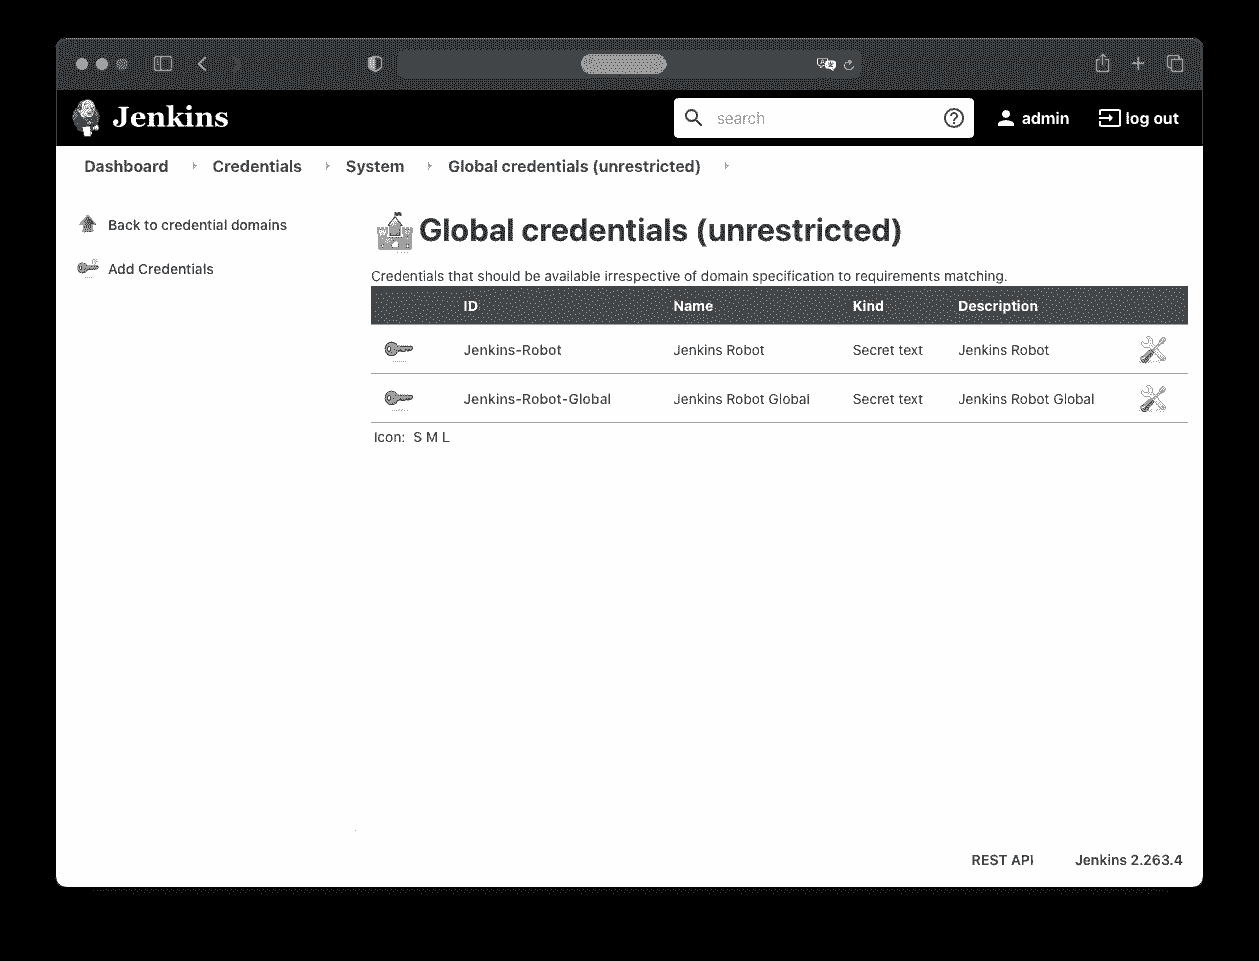 Jenkins search admin log out
Dashboard Credentials System Global credentials (unrestricted)
Back to credential domains
Add Credentials
Global credentials (unrestricted)
Credentials that should be available irrespective of domain specification to requirements matching.
ID Name Kind Description
Jenkins-Robot Jenkins Robot Secret text Jenkins Robot
Jenkins-Robot-Global Jenkins Robot Global Secret text Jenkins Robot Global
Icon: S M L
REST API Jenkins 2.263.4